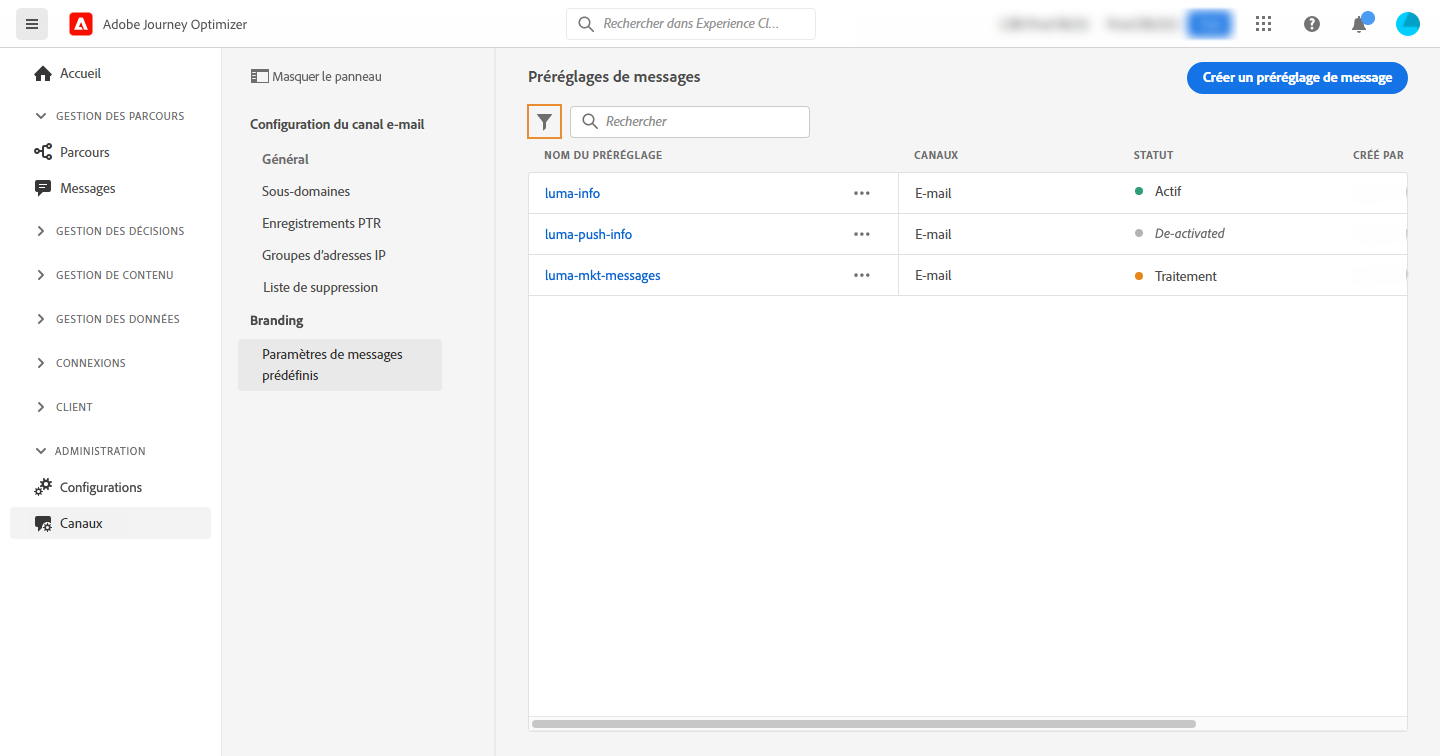 Adobe Journey Optimizer
Rechercher dans Experience Cl...
Accueil
GESTION DES PARCOURS
Parcours
Messages
GESTION DES DÉCISIONS
GESTION DE CONTENU
GESTION DES DONNÉES
CONNEXIONS
CLIENT
ADMINISTRATION
Configurations
Canaux
Masquer le panneau
Configuration du canal e-mail
Général
Sous-domaines
Enregistrements PTR
Groupes d'adresses IP
Liste de suppression
Branding
Paramètres de messages
prédéfinis
Préréglages de messages
Créer un préréglage de message
Rechercher
NOM DU PRÉRÉGLAGE CANAUX STATUT CRÉÉ PAR
luma-info ••• E-mail Actif
luma-push-info ••• E-mail De-activated
luma-mkt-messages ••• E-mail Traitement